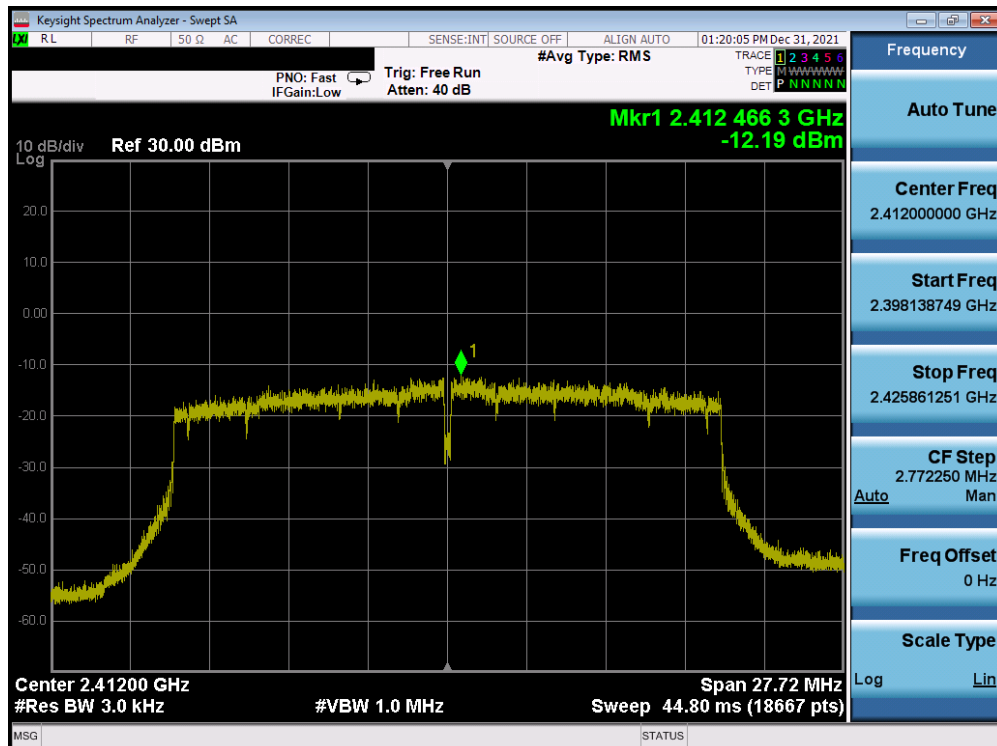 Keysight Spectrum Analyzer - Swept SA
LXI RL RF 50 Ω AC CORREC SENSE:INT SOURCE OFF ALIGN AUTO 01:20:05 PM Dec 31, 2021
#Avg Type: RMS
TRACE 1 2 3 4 5 6
PNO: Fast Trig: Free Run
TYPE M W W W W W
IFGain:Low Atten: 40 dB
DET P N N N N N
Mkr1 2.412 466 3 GHz
-12.19 dBm
10 dB/div Ref 30.00 dBm
Log
20.0
10.0
0.00
1
-10.0
-20.0
-30.0
-40.0
-50.0
-60.0
Center 2.41200 GHz Span 27.72 MHz
#Res BW 3.0 kHz #VBW 1.0 MHz Sweep 44.80 ms (18667 pts)
MSG STATUS
Frequency
Auto Tune
Center Freq
2.412000000 GHz
Start Freq
2.398138749 GHz
Stop Freq
2.425861251 GHz
CF Step
2.772250 MHz
Auto Man
Freq Offset
0 Hz
Scale Type
Log Lin